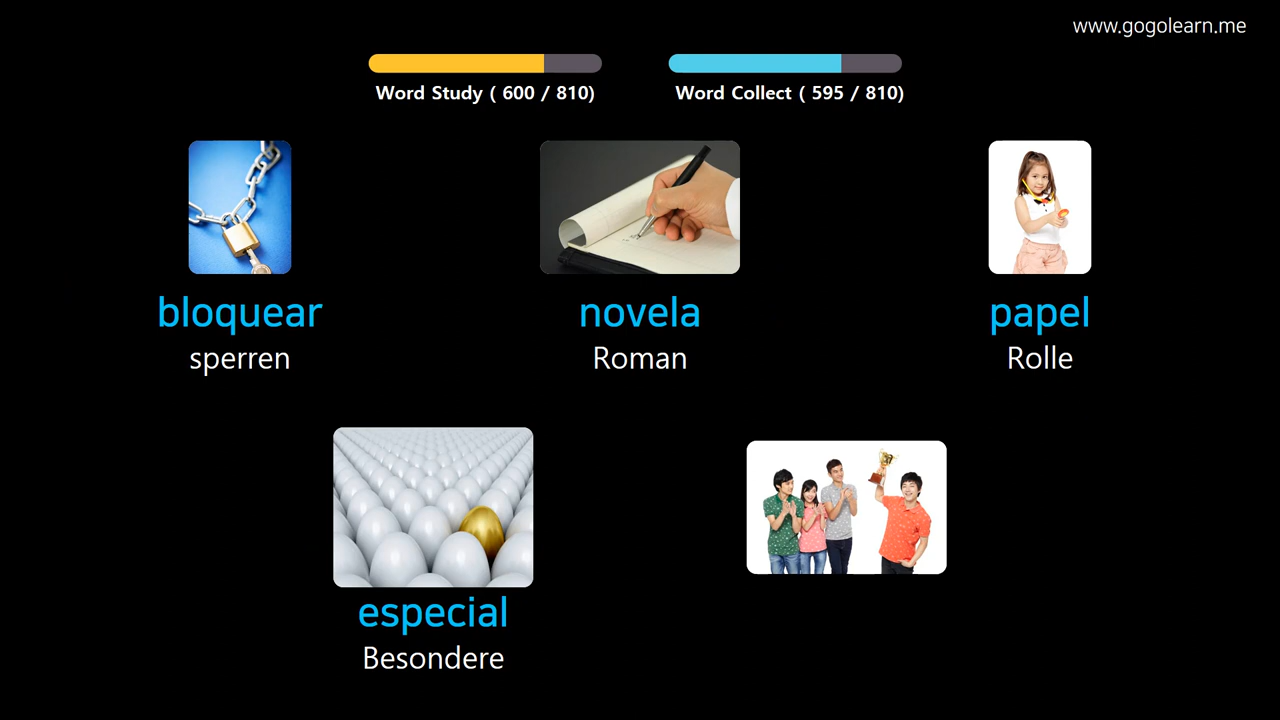 www.gogolearn.me
Word Study ( 600 / 810)
Word Collect ( 595 / 810)
bloquear
sperren
novela
Roman
papel
Rolle
especial
Besondere